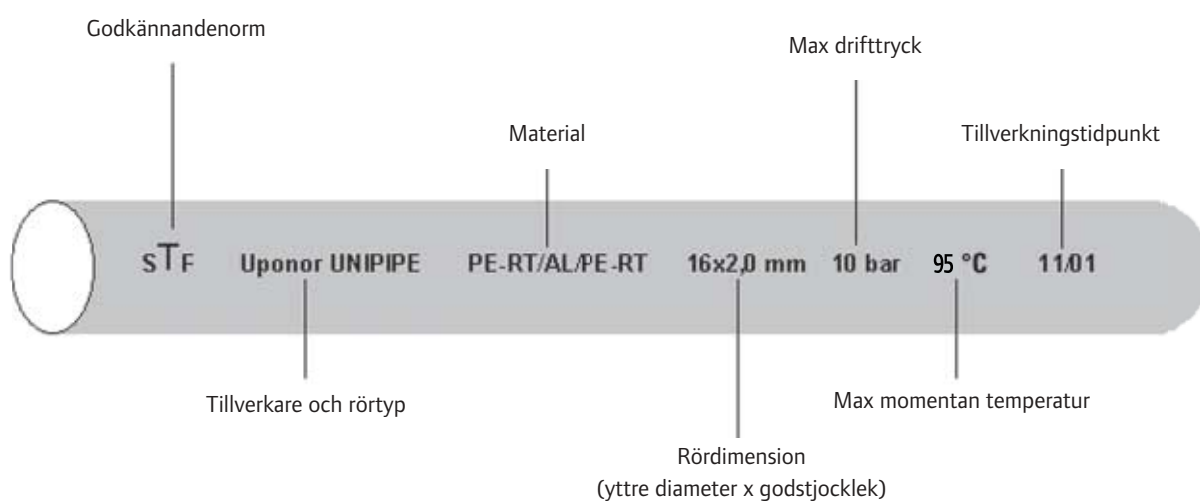 Godkännandenorm
Max drifttryck
Material
Tillverkningstidpunkt
sTF Uponor UNIPIPE PE-RT/AL/PE-RT 16x2,0 mm 10 bar 95 °C 11/01
Tillverkare och rörtyp
Max momentan temperatur
Rördimension
(yttre diameter x godstjocklek)